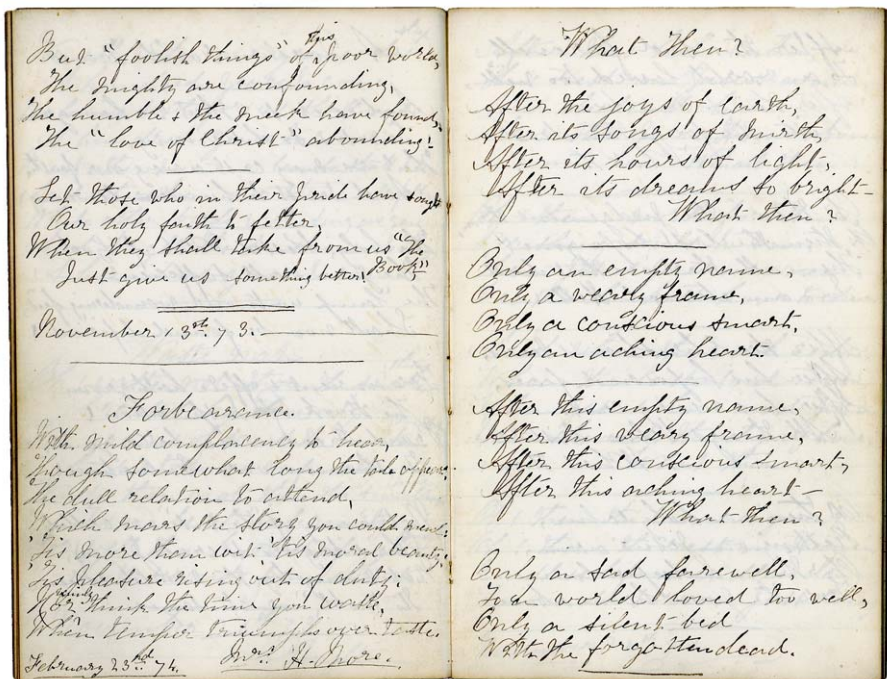 But "foolish things" of this poor world,
The mighty are confounding,
The humble & the meek have found,
The "love of Christ" abounding!
Let those who in their pride have sought
Our holy faith to fetter,
When they shall take from us "The Book"
Just give us something better!
November 13th. 73.
Forbearance.
With mild complacency to hear,
Though somewhat long the tale appear.
The dull relation to attend,
Which mars the story you could mend:
'Tis more than wit 'tis moral beauty;
'Tis pleasure rising out of duty;
Nor think the time you waste,
When temper triumphs over taste.
February 23rd 74. Mrs. H. More.
What then?
After the joys of earth,
After its songs of mirth,
After its hours of light,
After its dreams so bright—
What then?
Only an empty name,
Only a weary frame,
Only a conscious smart,
Only an aching heart.
After this empty name,
After this weary frame,
After this conscious smart,
After this aching heart—
What then?
Only a sad farewell,
To a world loved too well,
Only a silent bed
With the forgotten dead.